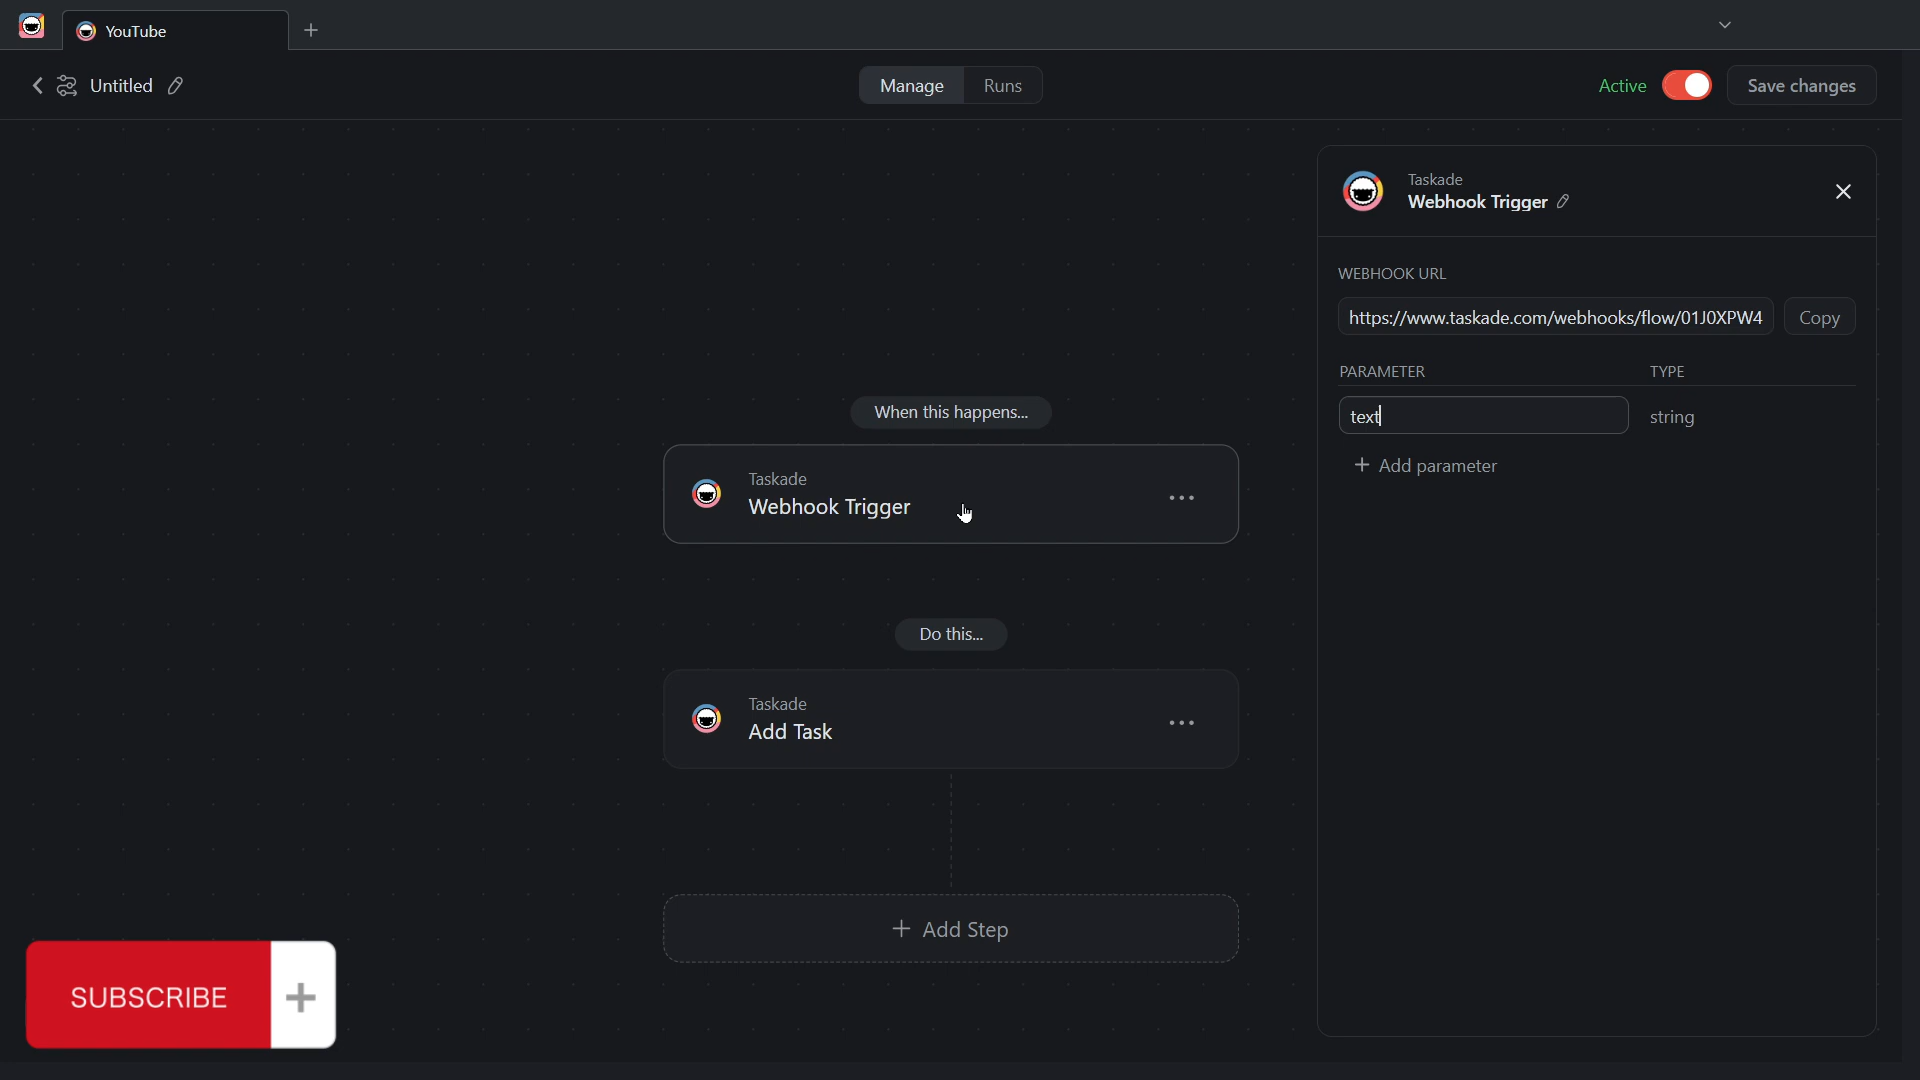 YouTube
Untitled
Manage
Runs
Active
Save changes
Taskade
Webhook Trigger
WEBHOOK URL
https://www.taskade.com/webhooks/flow/01J0XPW4
Copy
PARAMETER
TYPE
text
string
+ Add parameter
When this happens...
Taskade
Webhook Trigger
Do this...
Taskade
Add Task
+ Add Step
SUBSCRIBE +